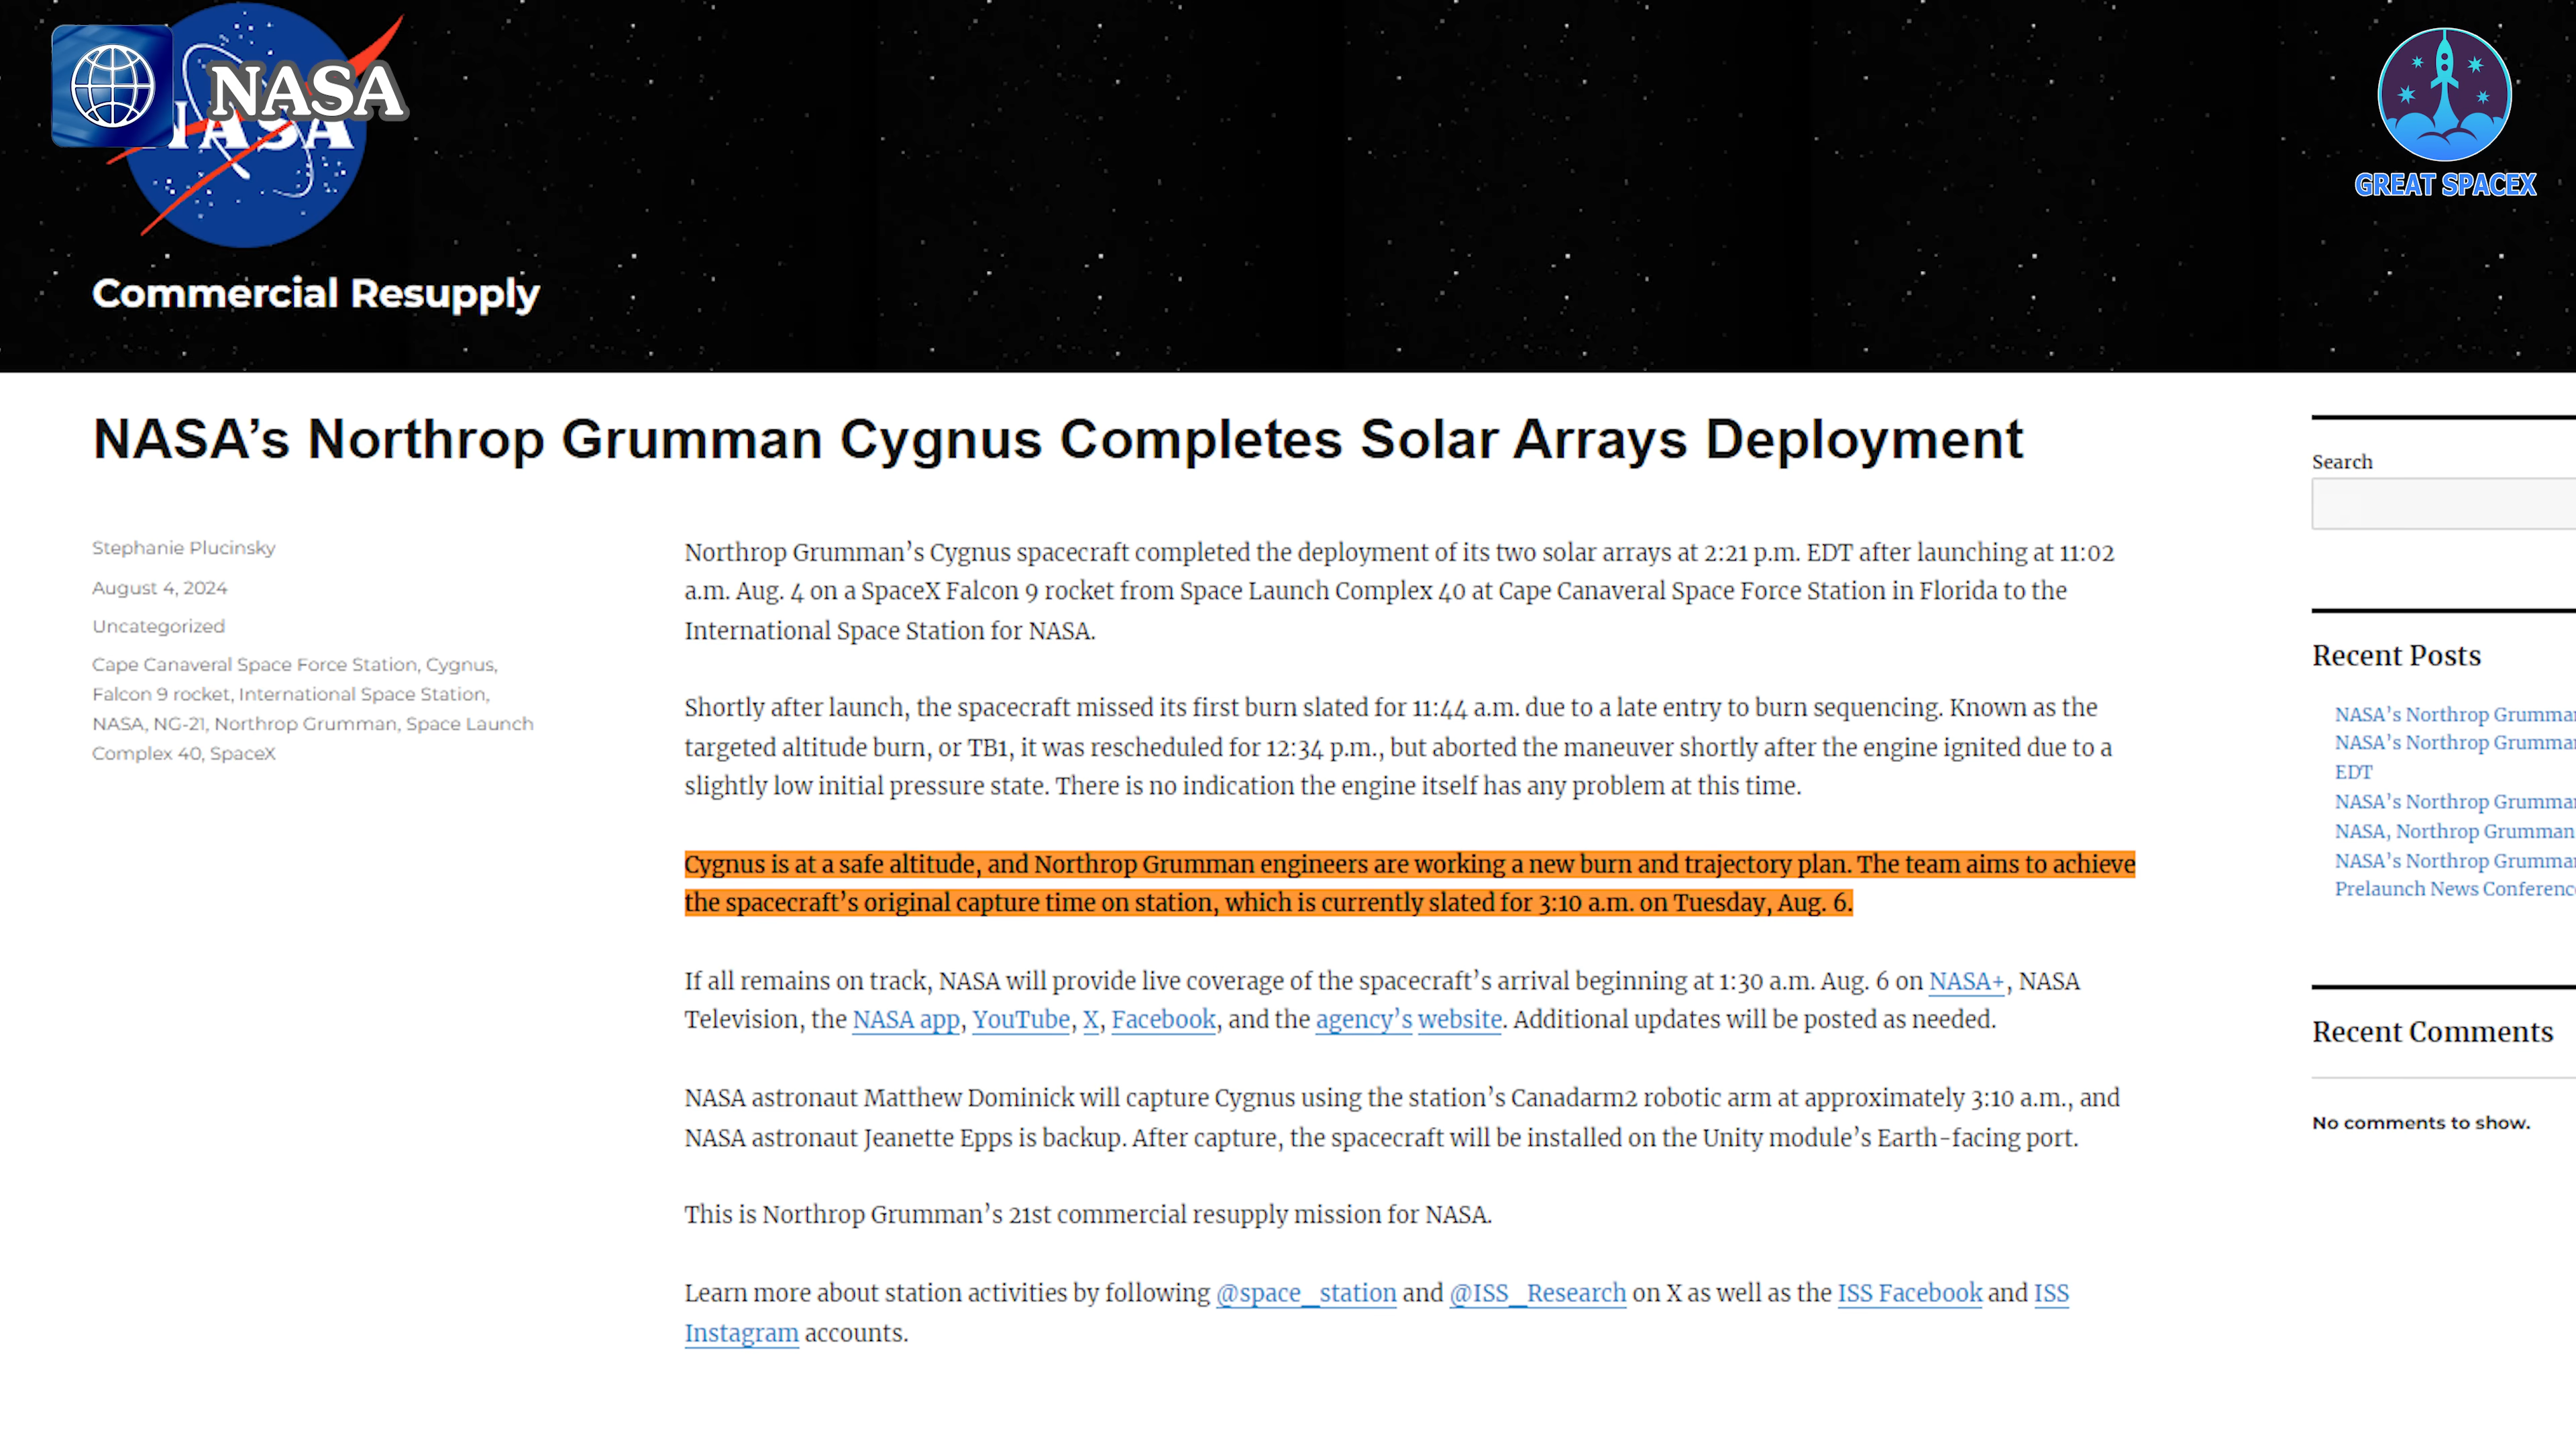 NASA
NASA
GREAT SPACEX
Commercial Resupply
NASA’s Northrop Grumman Cygnus Completes Solar Arrays Deployment
Stephanie Plucinsky
August 4, 2024
Uncategorized
Cape Canaveral Space Force Station, Cygnus,
Falcon 9 rocket, International Space Station,
NASA, NG-21, Northrop Grumman, Space Launch
Complex 40, SpaceX
Northrop Grumman’s Cygnus spacecraft completed the deployment of its two solar arrays at 2:21 p.m. EDT after launching at 11:02
a.m. Aug. 4 on a SpaceX Falcon 9 rocket from Space Launch Complex 40 at Cape Canaveral Space Force Station in Florida to the
International Space Station for NASA.
Shortly after launch, the spacecraft missed its first burn slated for 11:44 a.m. due to a late entry to burn sequencing. Known as the
targeted altitude burn, or TB1, it was rescheduled for 12:34 p.m., but aborted the maneuver shortly after the engine ignited due to a
slightly low initial pressure state. There is no indication the engine itself has any problem at this time.
Cygnus is at a safe altitude, and Northrop Grumman engineers are working a new burn and trajectory plan. The team aims to achieve
the spacecraft’s original capture time on station, which is currently slated for 3:10 a.m. on Tuesday, Aug. 6.
If all remains on track, NASA will provide live coverage of the spacecraft’s arrival beginning at 1:30 a.m. Aug. 6 on NASA+, NASA
Television, the NASA app, YouTube, X, Facebook, and the agency’s website. Additional updates will be posted as needed.
NASA astronaut Matthew Dominick will capture Cygnus using the station’s Canadarm2 robotic arm at approximately 3:10 a.m., and
NASA astronaut Jeanette Epps is backup. After capture, the spacecraft will be installed on the Unity module’s Earth-facing port.
This is Northrop Grumman’s 21st commercial resupply mission for NASA.
Learn more about station activities by following @space_station and @ISS_Research on X as well as the ISS Facebook and ISS
Instagram accounts.
Search
Recent Posts
NASA’s Northrop
NASA’s Northrop
EDT
NASA’s Northrop
NASA, Northrop Grumman
NASA’s Northrop
Prelaunch News
Recent Comments
No comments to show.